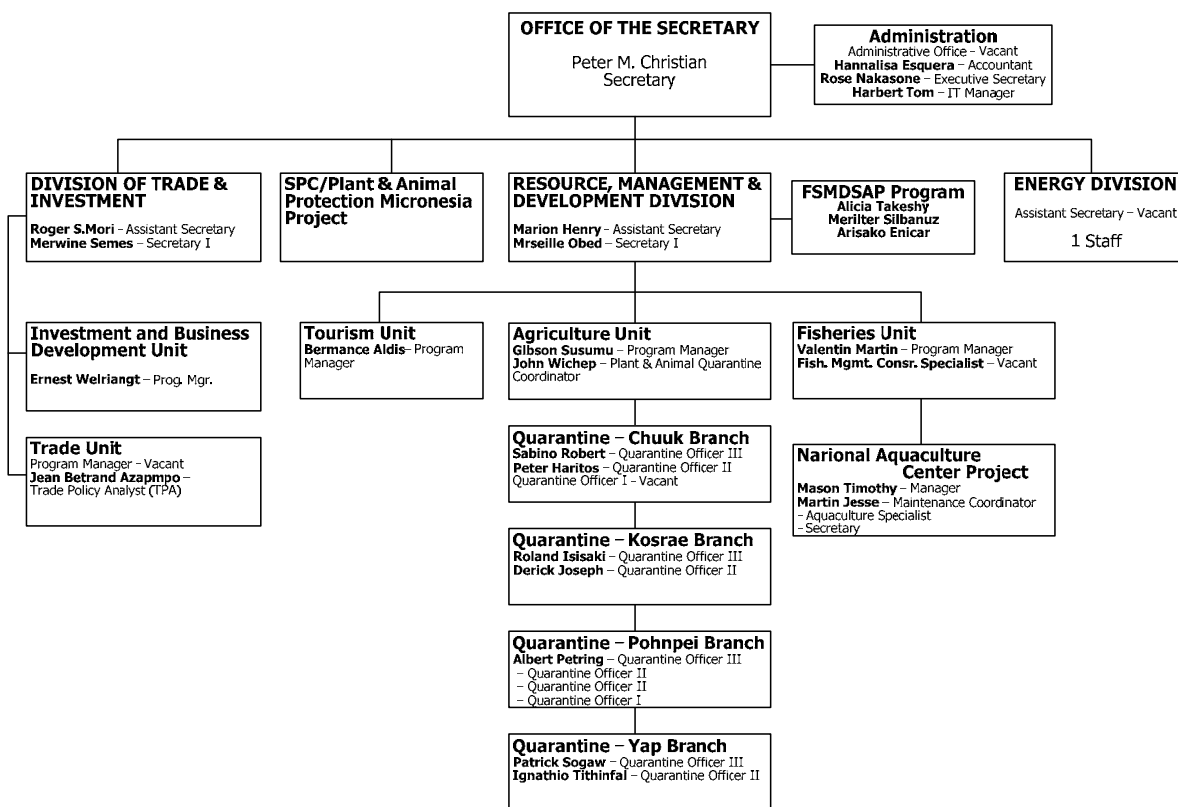 OFFICE OF THE SECRETARY
Peter M. Christian
Secretary
Administration
Administrative Office – Vacant
Hannalisa Esquera – Accountant
Rose Nakasone – Executive Secretary
Harbert Tom – IT Manager
DIVISION OF TRADE &
INVESTMENT
Roger S.Mori – Assistant Secretary
Merwine Semes – Secretary I
SPC/Plant & Animal
Protection Micronesia
Project
RESOURCE, MANAGEMENT &
DEVELOPMENT DIVISION
Marion Henry – Assistant Secretary
Mrseille Obed – Secretary I
FSMDSAP Program
Alicia Takeshy
Merilter Silbanuz
Arisako Enicar
ENERGY DIVISION
Assistant Secretary – Vacant
1 Staff
Investment and Business
Development Unit
Ernest Welriangt – Prog. Mgr.
Tourism Unit
Bermance Aldis– Program
Manager
Agriculture Unit
Gibson Susumu – Program Manager
John Wichep – Plant & Animal Quarantine
Coordinator
Fisheries Unit
Valentin Martin – Program Manager
Fish. Mgmt. Consr. Specialist – Vacant
Trade Unit
Program Manager – Vacant
Jean Betrand Azapmpo –
Trade Policy Analyst (TPA)
Quarantine – Chuuk Branch
Sabino Robert – Quarantine Officer III
Peter Haritos – Quarantine Officer II
Quarantine Officer I – Vacant
Narional Aquaculture
Center Project
Mason Timothy – Manager
Martin Jesse – Maintenance Coordinator
- Aquaculture Specialist
- Secretary
Quarantine – Kosrae Branch
Roland Isisaki – Quarantine Officer III
Derick Joseph – Quarantine Officer II
Quarantine – Pohnpei Branch
Albert Petring – Quarantine Officer III
– Quarantine Officer II
– Quarantine Officer II
– Quarantine Officer I
Quarantine – Yap Branch
Patrick Sogaw – Quarantine Officer III
Ignathio Tithinfal – Quarantine Officer II